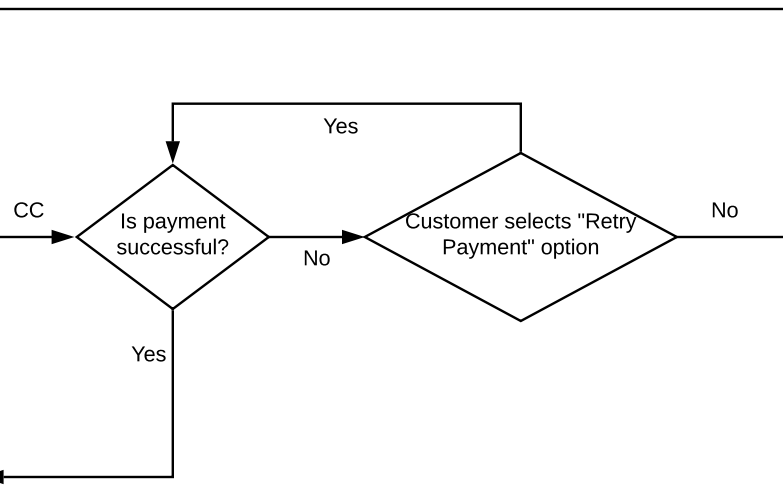 Yes
CC
Is payment
successful?
No
Customer selects "Retry
Payment" option
No
Yes